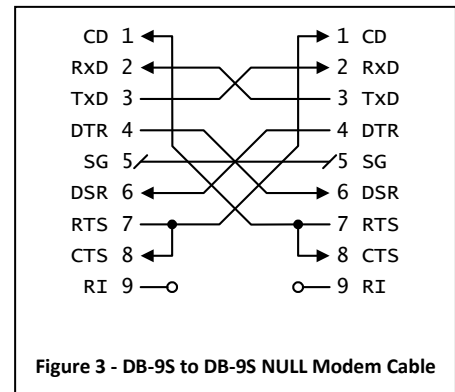 CD 1 1 CD
RxD 2 2 RxD
TxD 3 3 TxD
DTR 4 4 DTR
SG 5 5 SG
DSR 6 6 DSR
RTS 7 7 RTS
CTS 8 8 CTS
RI 9 9 RI
Figure 3 - DB-9S to DB-9S NULL Modem Cable